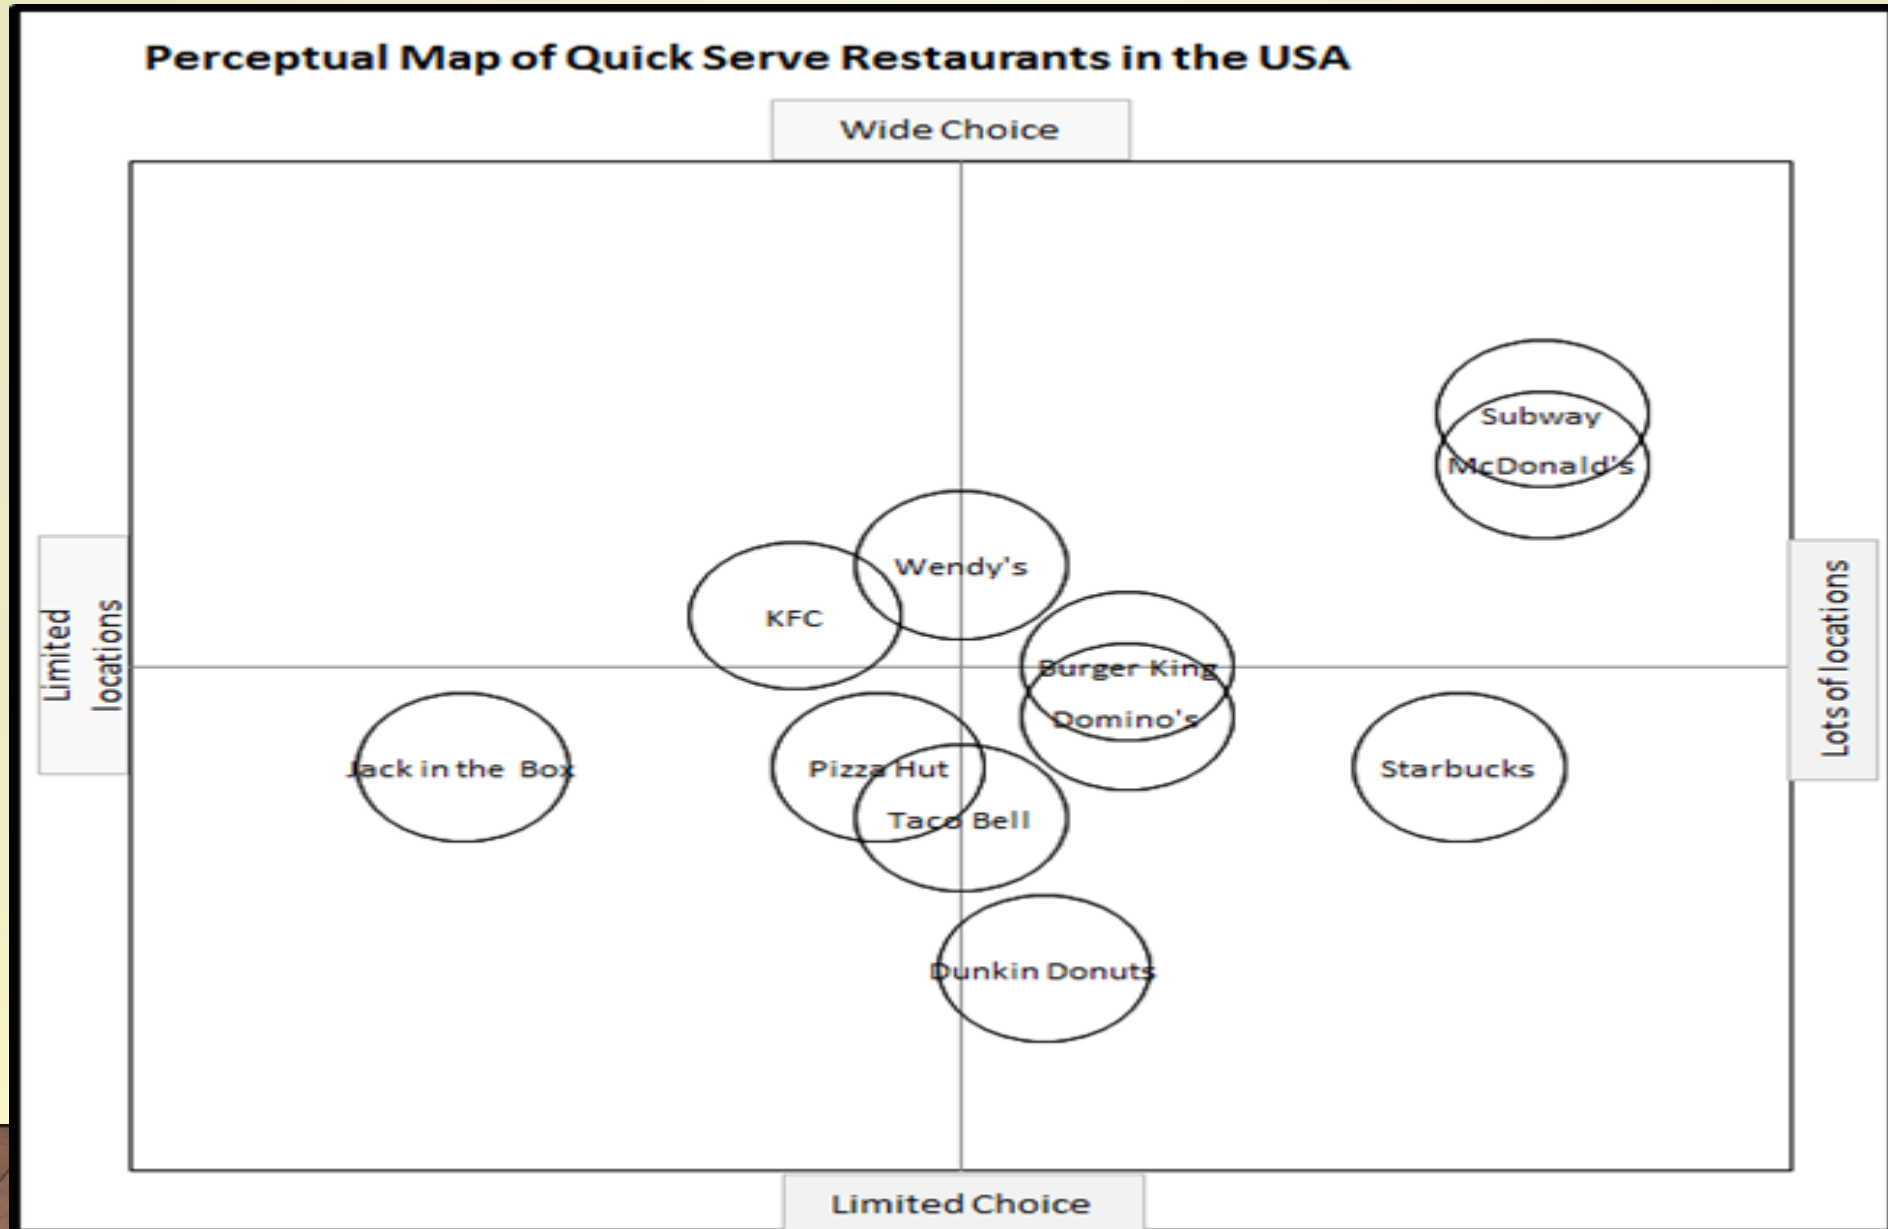 Perceptual Map of Quick Serve Restaurants in the USA
Wide Choice
Subway
McDonald's
Wendy's
KFC
Limited
locations
Lots of locations
Burger King
Domino's
Jack in the Box
Pizza Hut
Starbucks
Taco Bell
Dunkin Donuts
Limited Choice